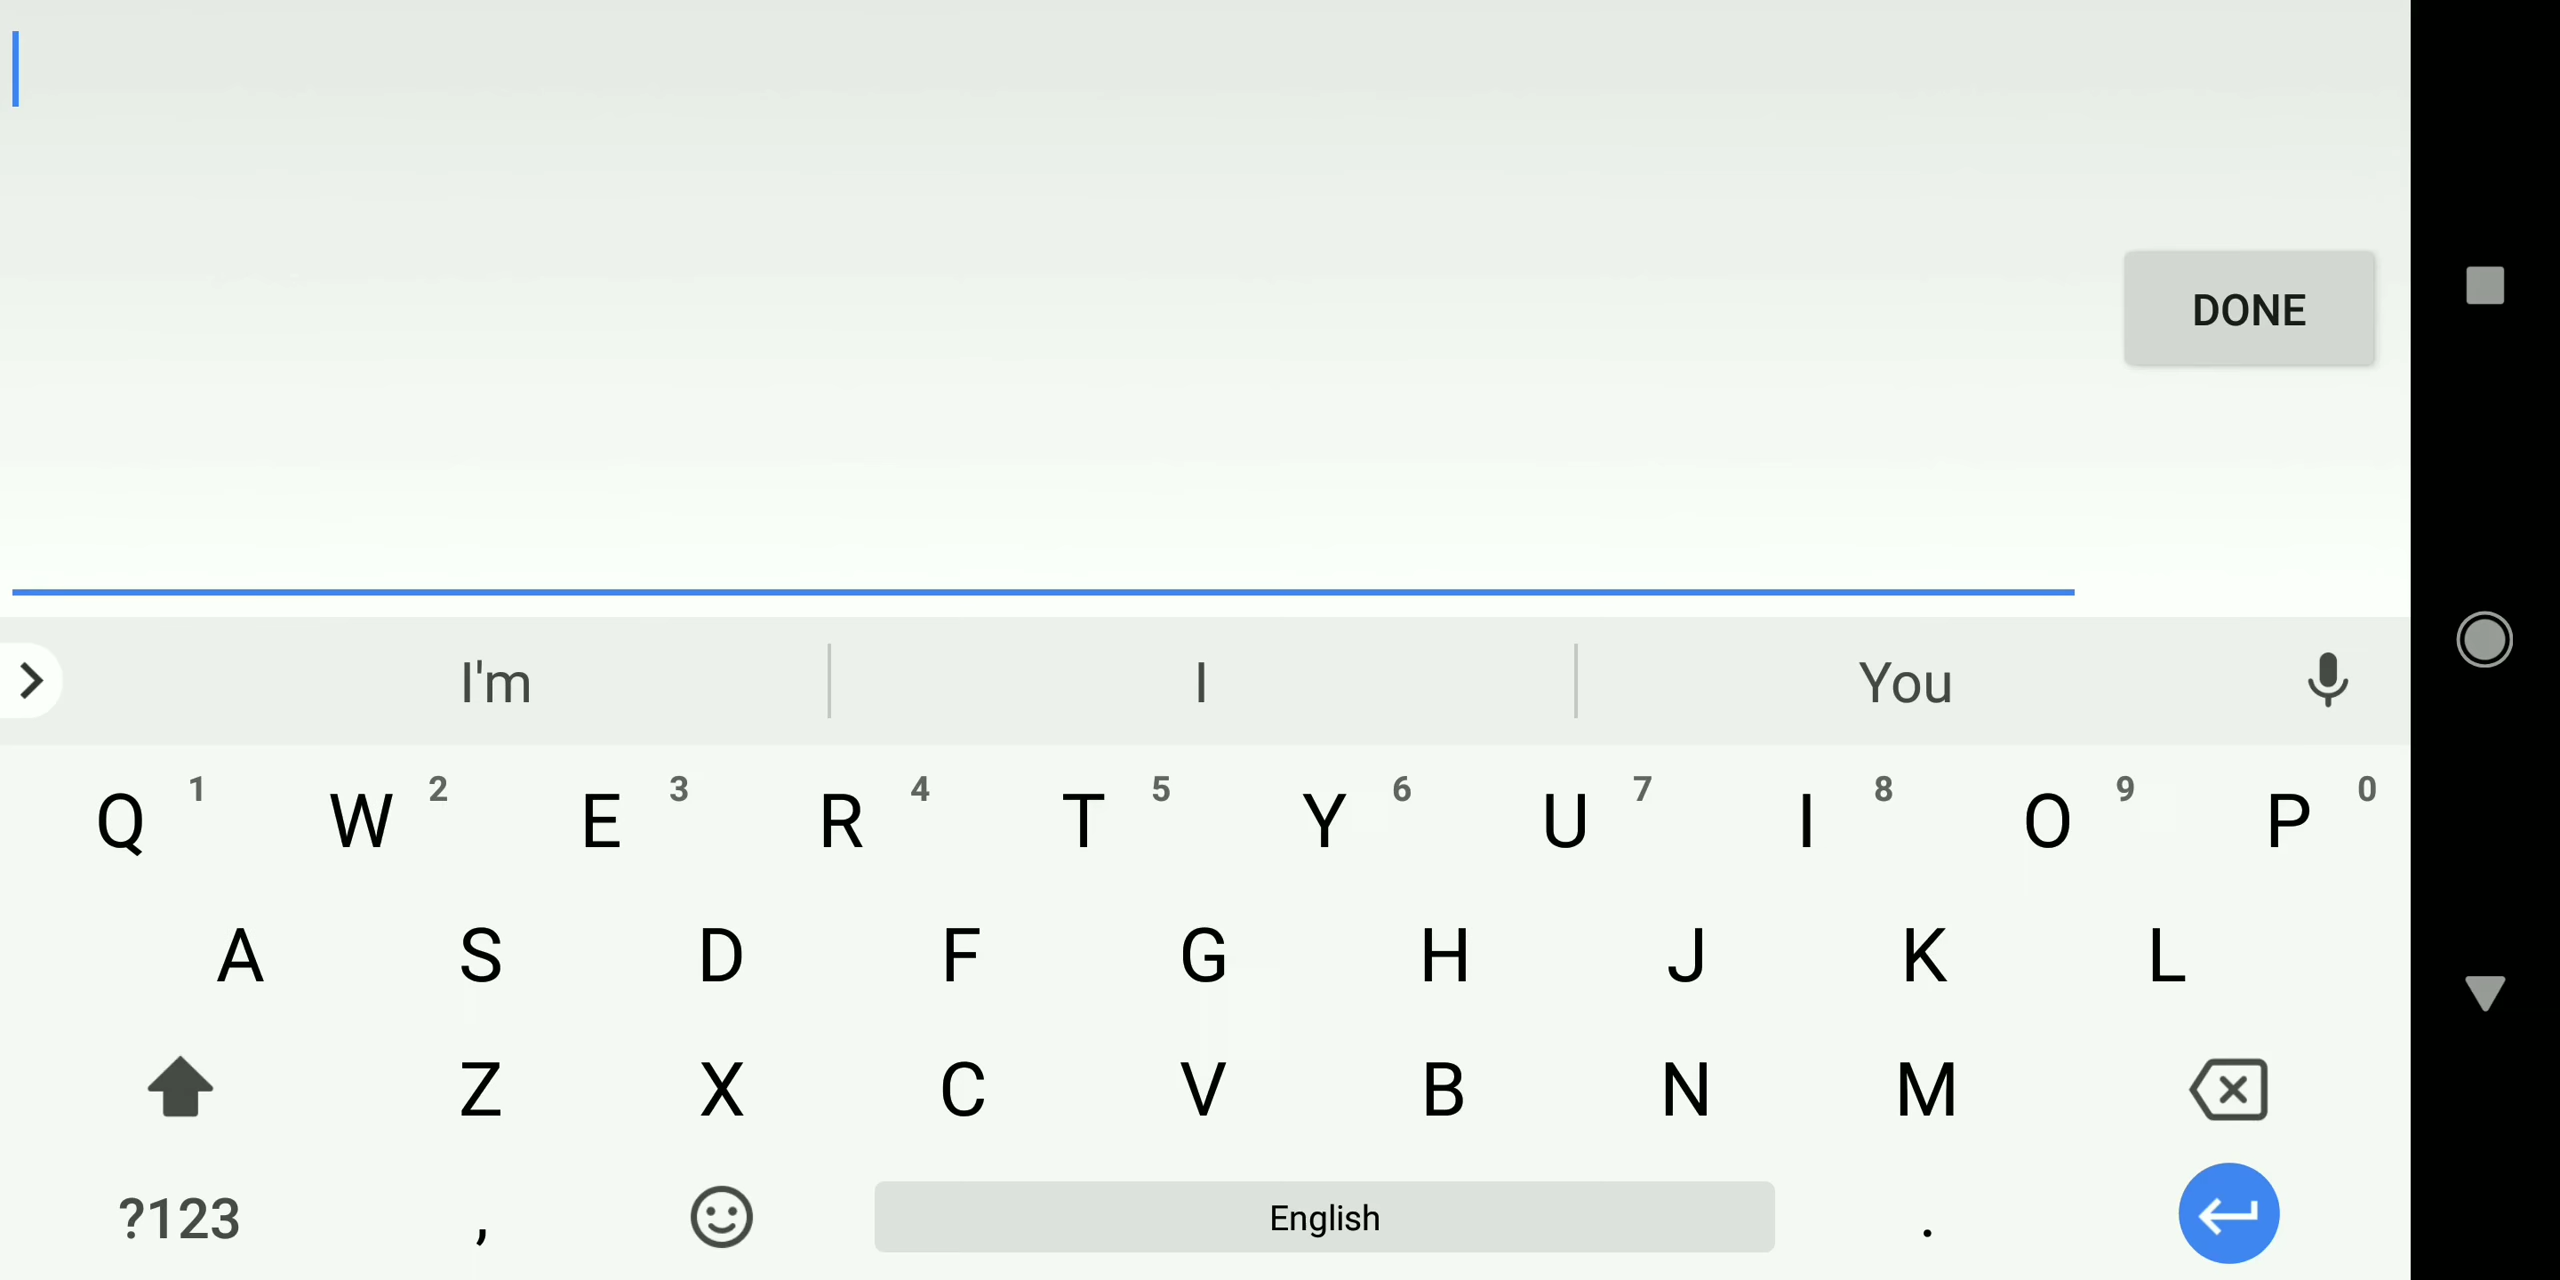 DONE
I'm I You
Q 1 W 2 E 3 R 4 T 5 Y 6 U 7 I 8 O 9 P 0
A S D F G H J K L
Z X C V B N M
?123 , English .